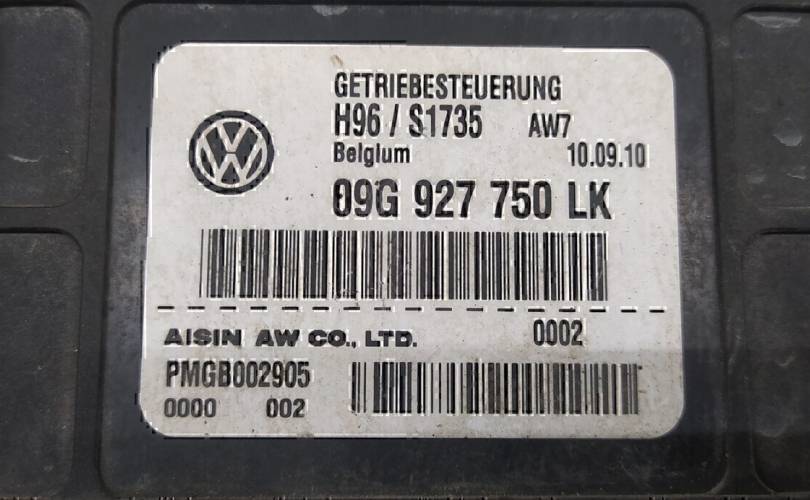 GETRIEBESTEUERUNG
H96 / S1735 AW7
Belgium 10.09.10
09G 927 750 LK
AISIN AW CO., LTD. 0002
PMGB002905
0000 002